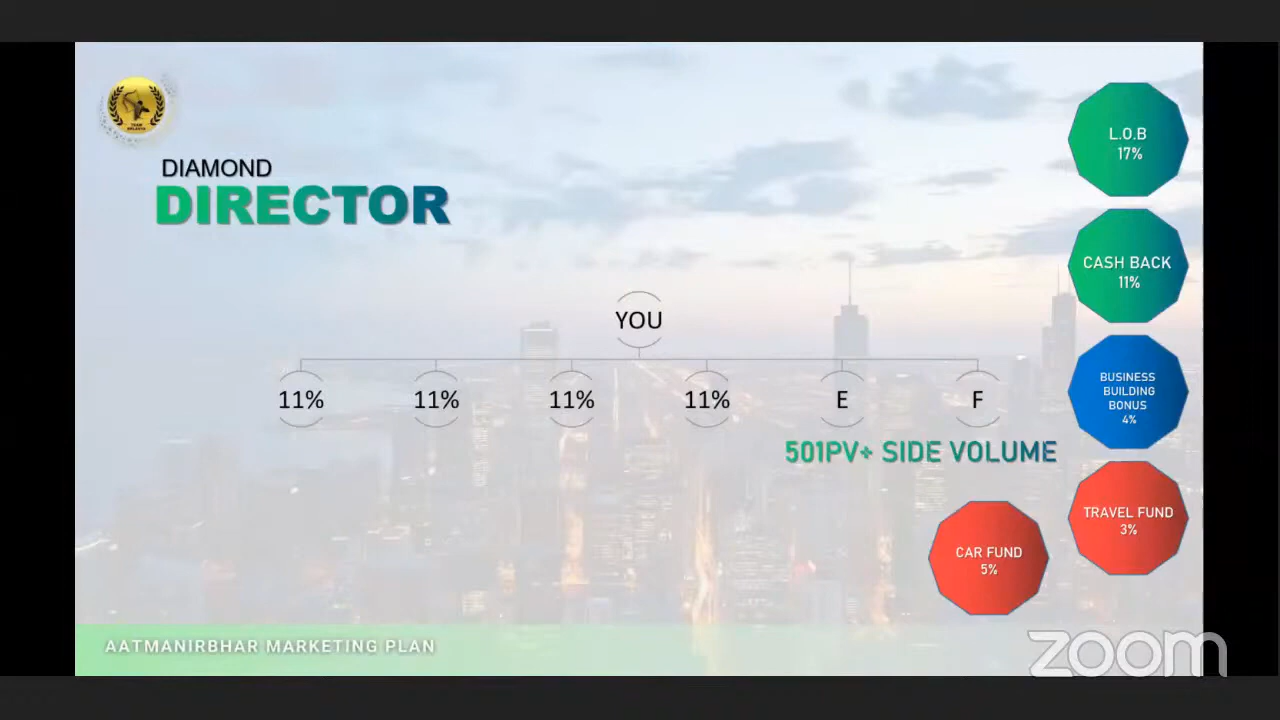 DIAMOND
DIRECTOR
YOU
11%
11%
11%
11%
E
F
501PV+ SIDE VOLUME
L.O.B
17%
CASH BACK
11%
BUSINESS
BUILDING
BONUS
4%
TRAVEL FUND
3%
CAR FUND
5%
AATMANIRBHAR MARKETING PLAN
zoom